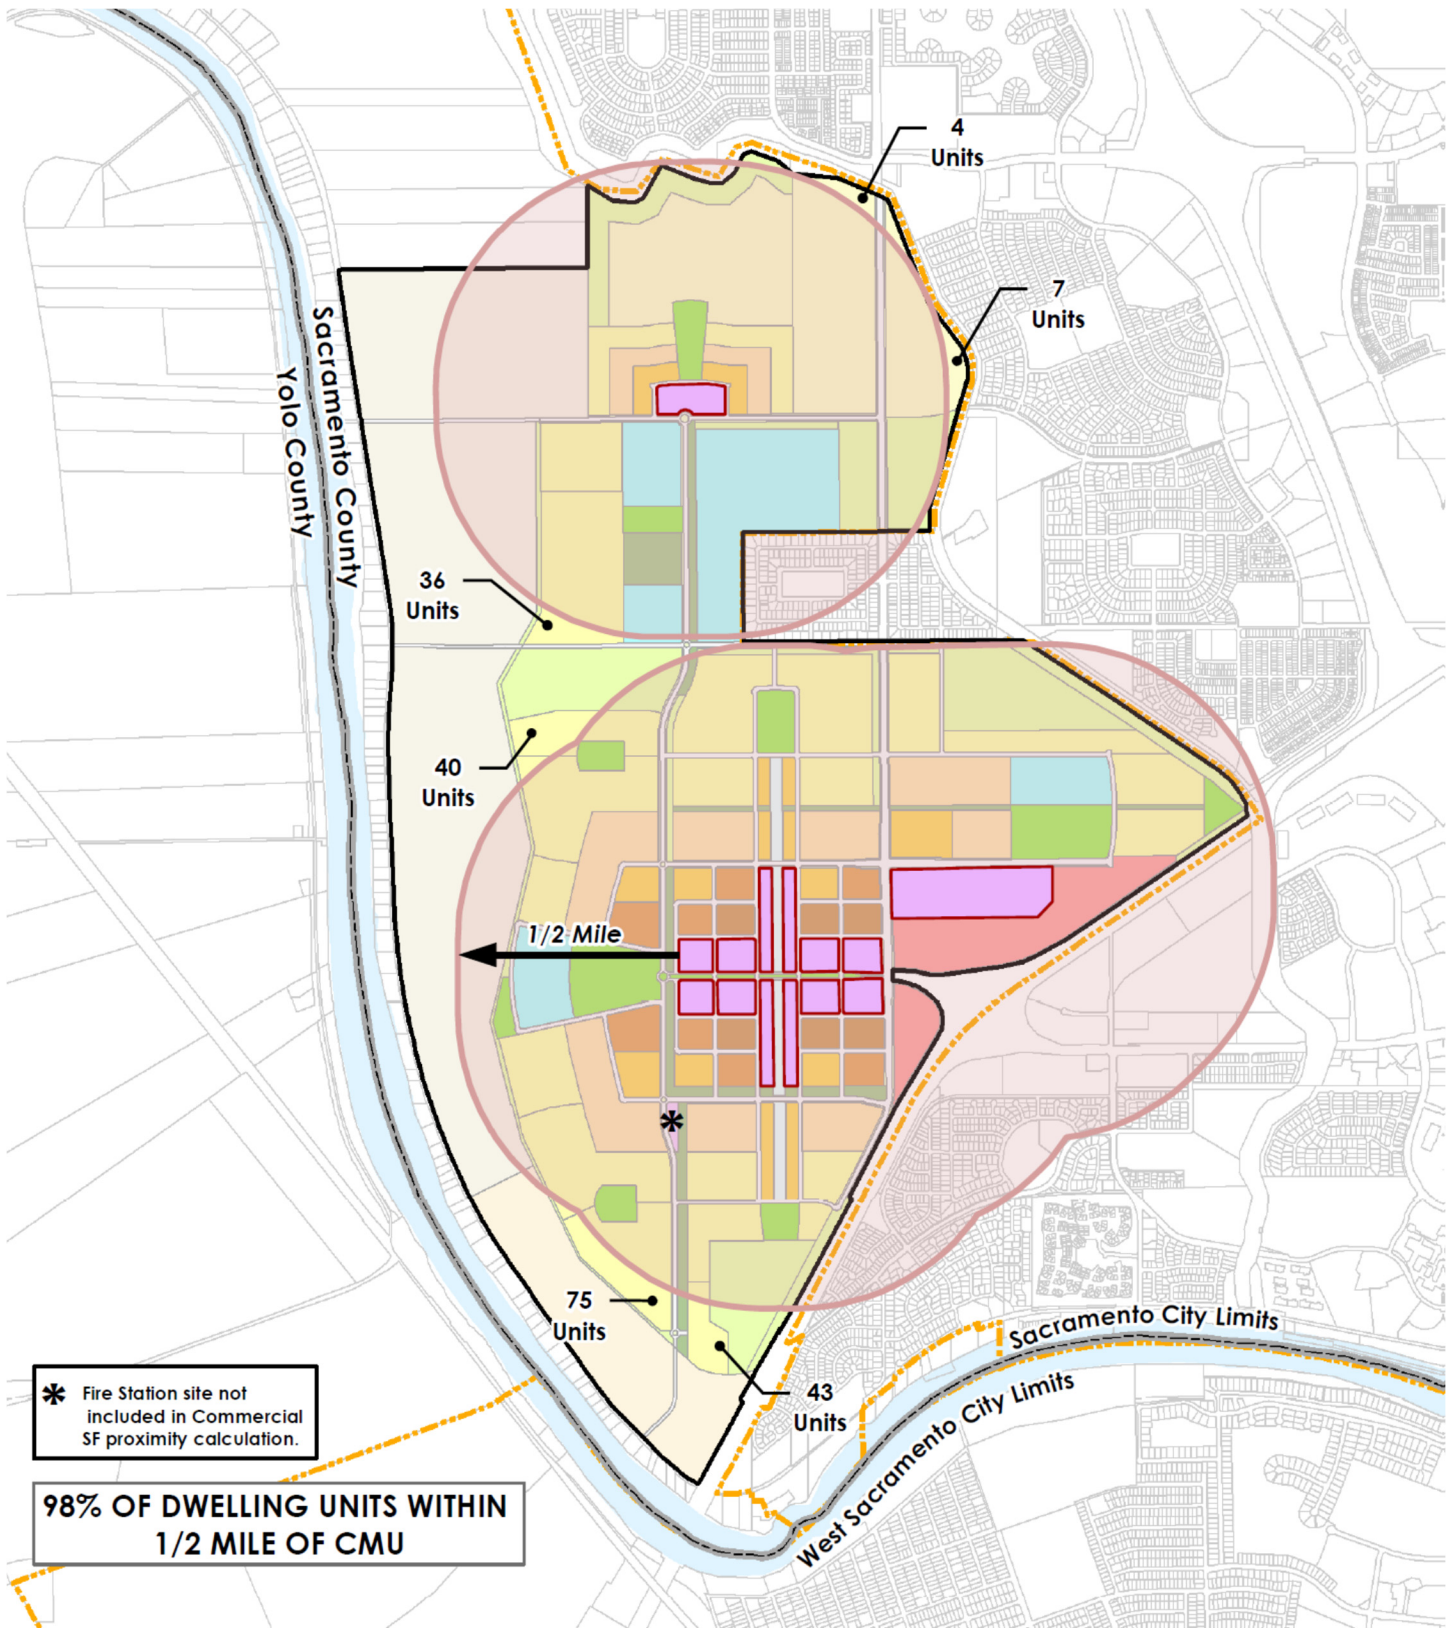 4
Units
7
Units
Sacramento County
Yolo County
36
Units
40
Units
1/2 Mile
*
75
Units
43
Units
Sacramento City Limits
West Sacramento City Limits
* Fire Station site not
included in Commercial
SF proximity calculation.
98% OF DWELLING UNITS WITHIN
1/2 MILE OF CMU